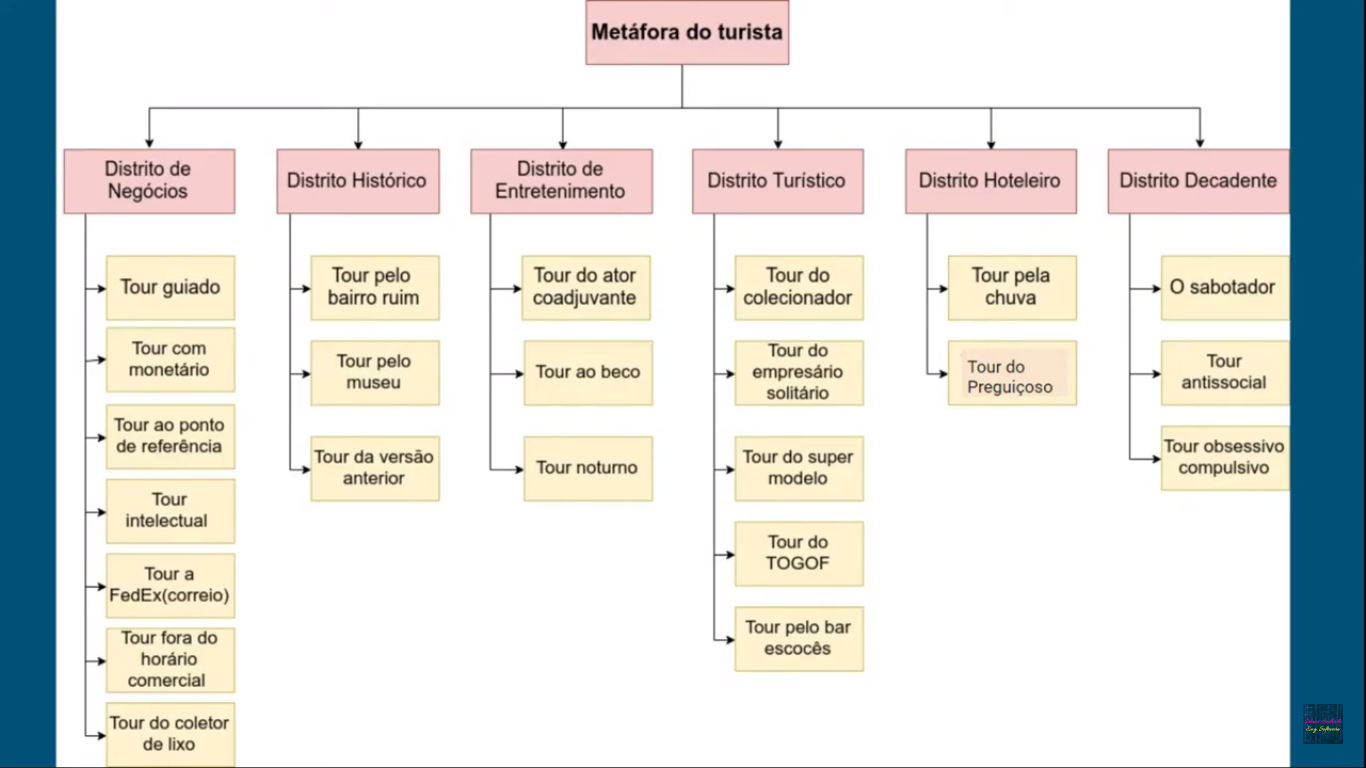 Metáfora do turista
Distrito de
Negócios
Distrito Histórico
Distrito de
Entretenimento
Distrito Turístico
Distrito Hoteleiro
Distrito Decadente
Tour guiado
Tour com
monetário
Tour ao ponto
de referência
Tour
intelectual
Tour a
FedEx(correio)
Tour fora do
horário
comercial
Tour do coletor
de lixo
Tour pelo
bairro ruim
Tour pelo
museu
Tour da versão
anterior
Tour do ator
coadjuvante
Tour ao beco
Tour noturno
Tour do
colecionador
Tour do
empresário
solitário
Tour do super
modelo
Tour do
TOGOF
Tour pelo bar
escocês
Tour pela
chuva
Tour do
Preguiçoso
O sabotador
Tour
antissocial
Tour obsessivo
compulsivo
Eng. Software